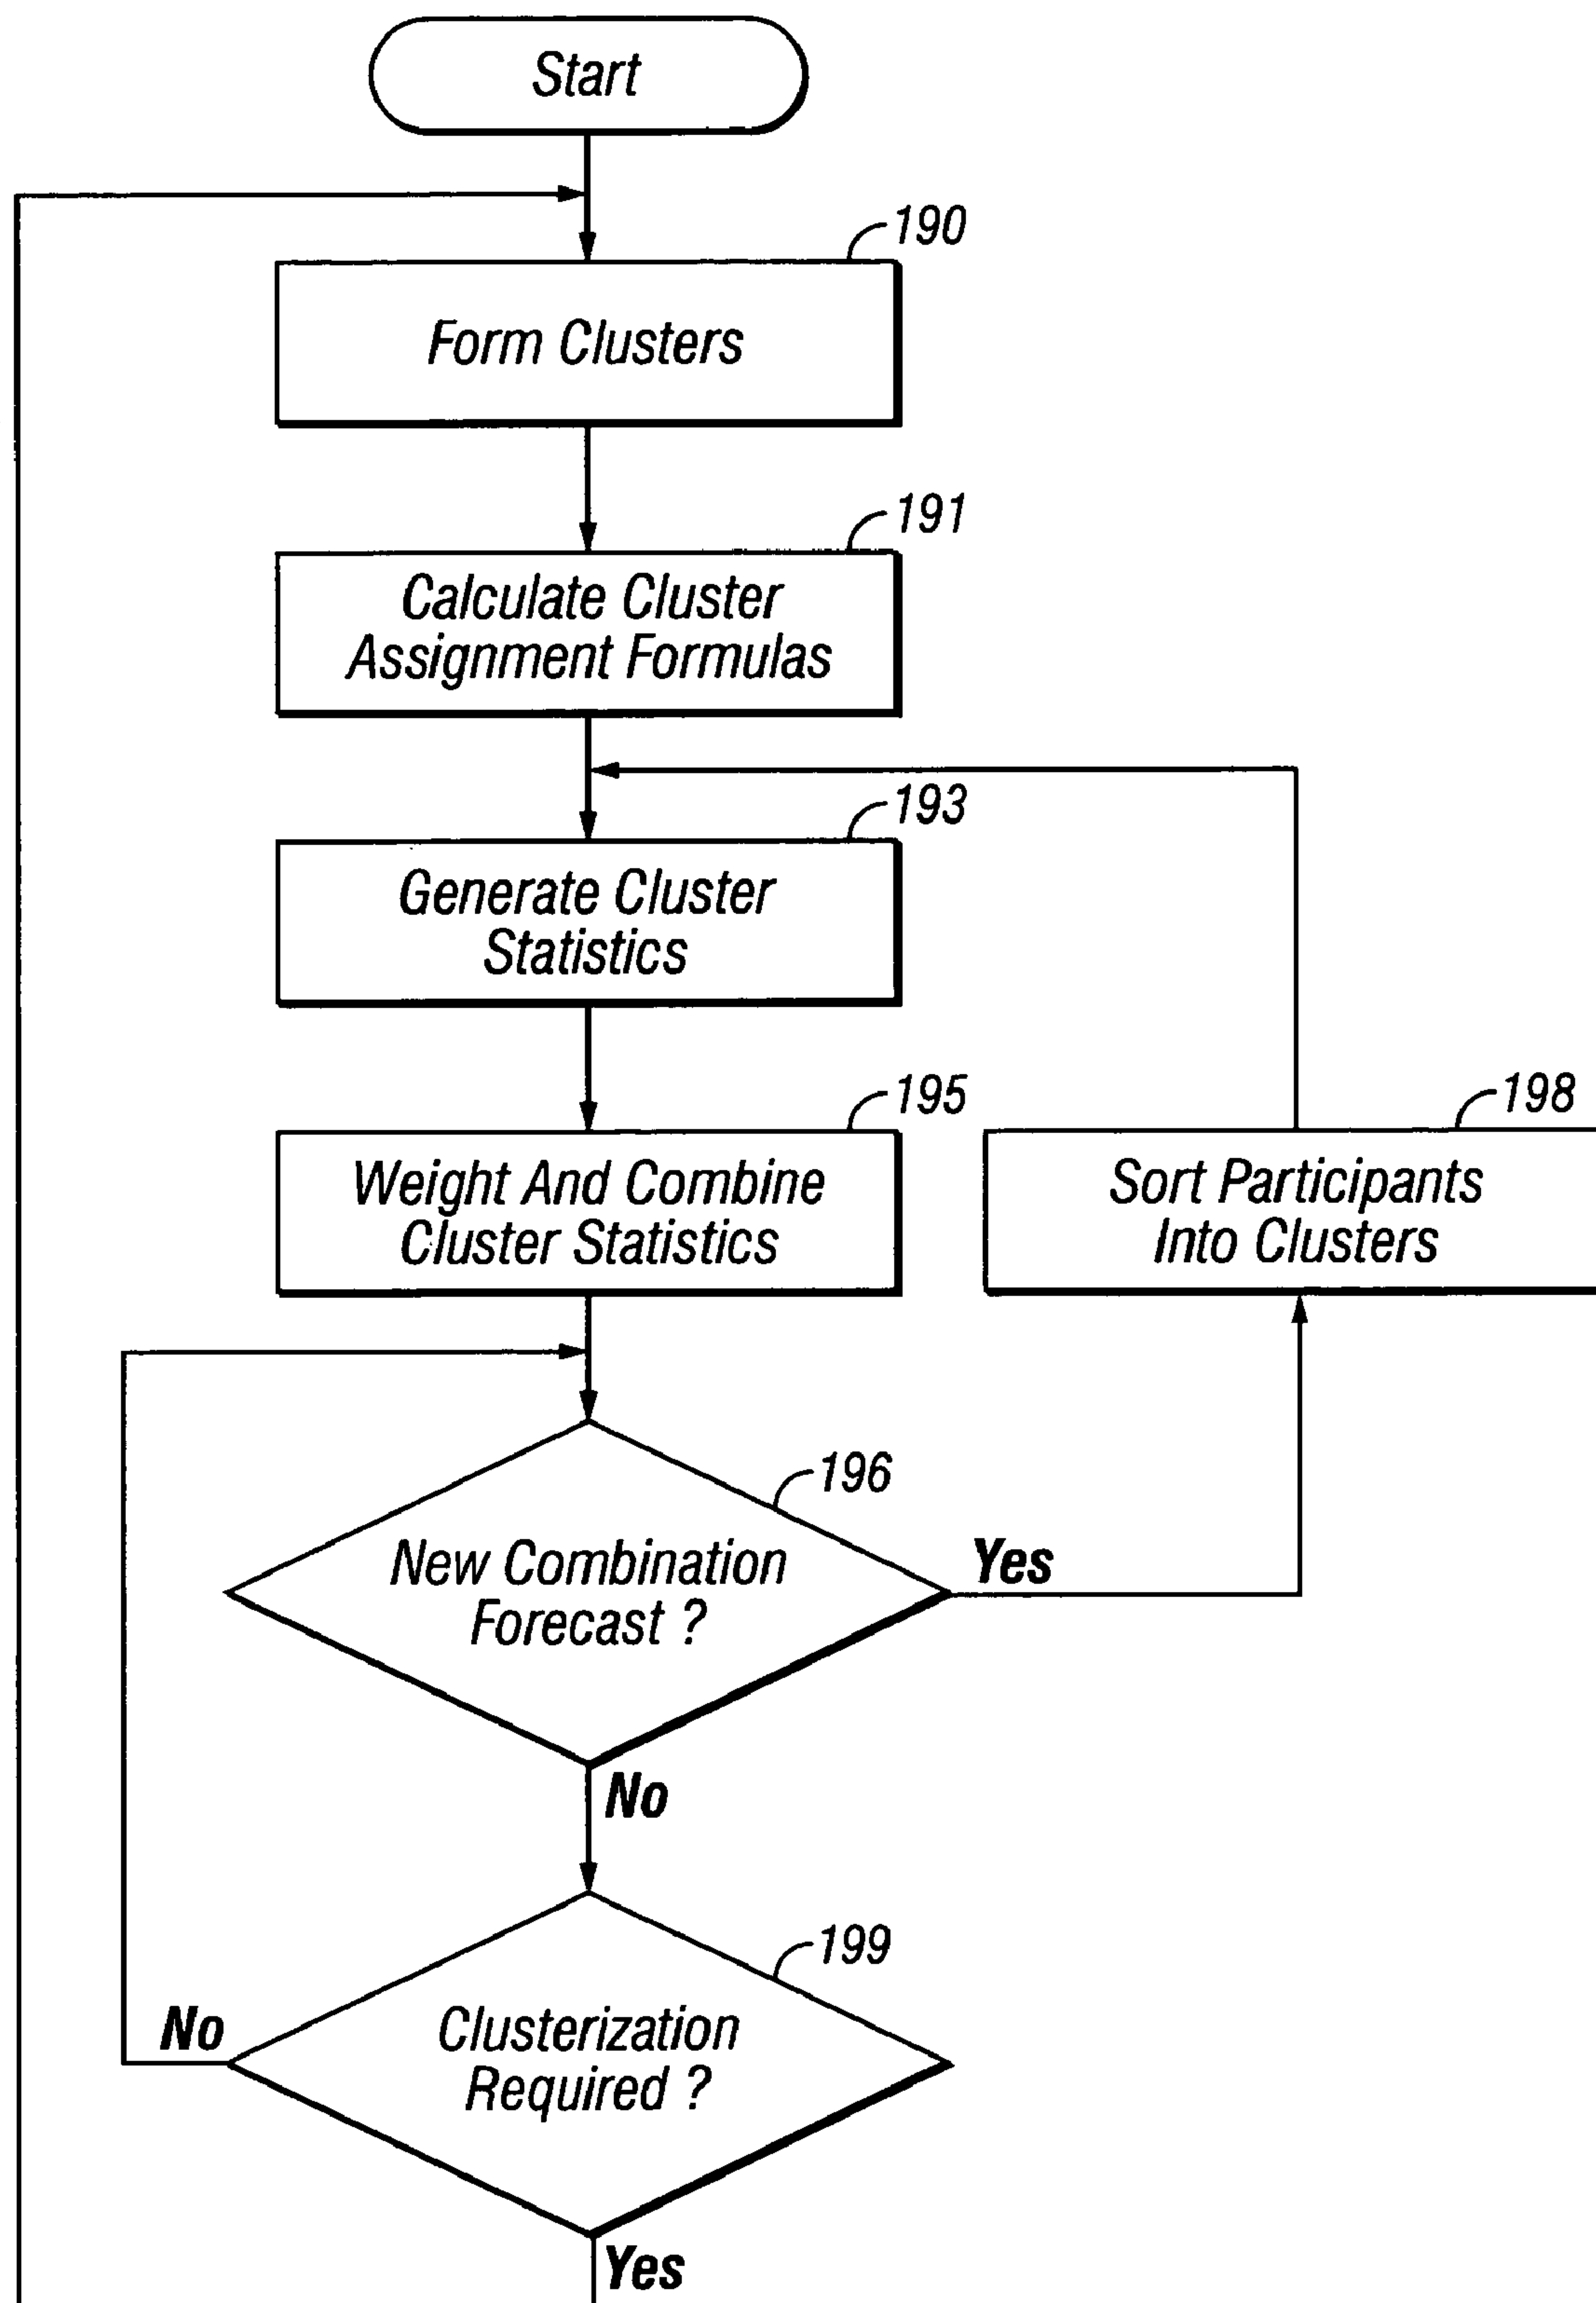 Start
190
Form Clusters
191
Calculate Cluster
Assignment Formulas
193
Generate Cluster
Statistics
195
Weight And Combine
Cluster Statistics
198
Sort Participants
Into Clusters
196
New Combination
Forecast ?
Yes
No
199
Clusterization
Required ?
No
Yes